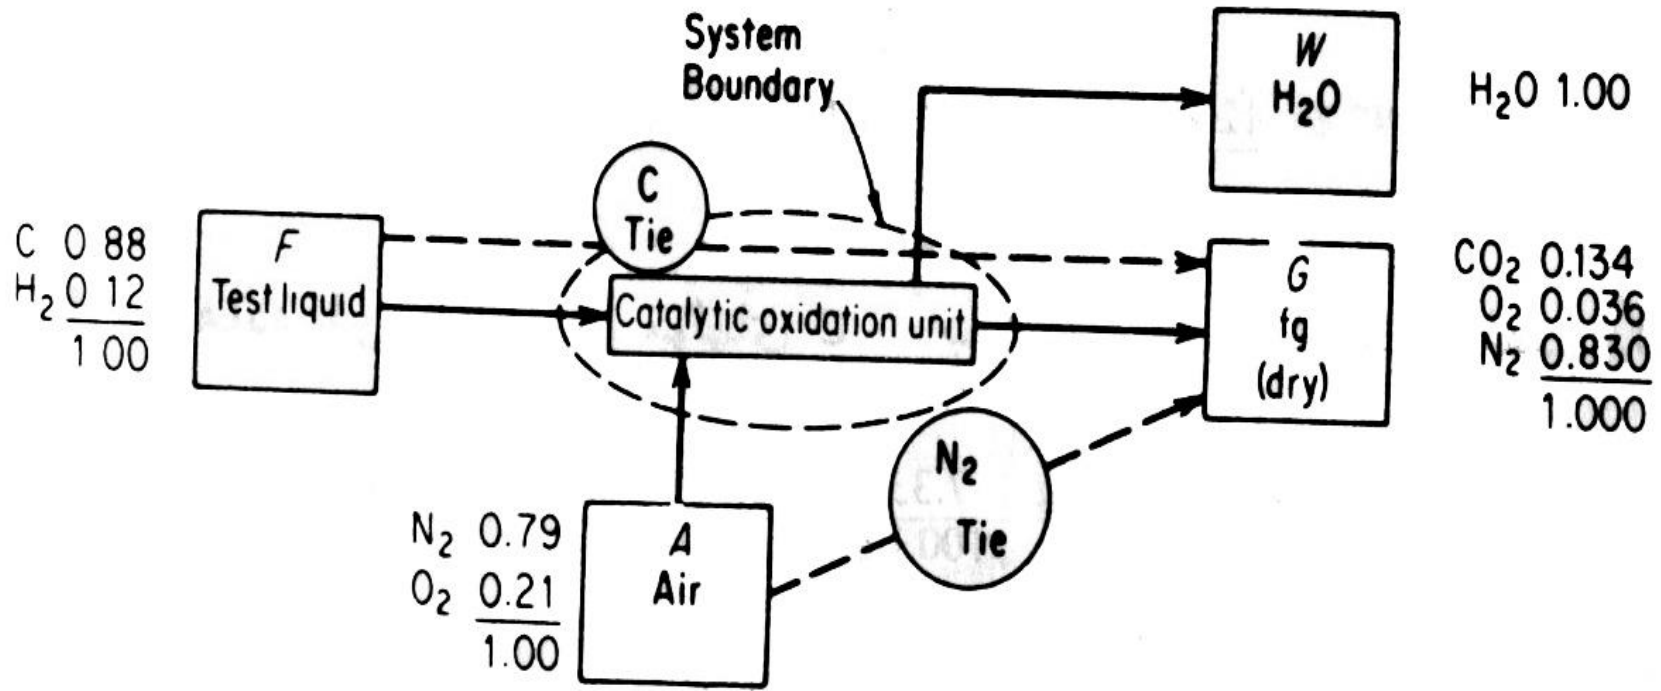 System
Boundary
W
H₂O
H₂O 1.00
C
Tie
C 0 88
H₂ 0 12
1 00
F
Test liquid
Catalytic oxidation unit
G
fg
(dry)
CO₂ 0.134
O₂ 0.036
N₂ 0.830
1.000
N₂
Tie
N₂ 0.79
O₂ 0.21
1.00
A
Air